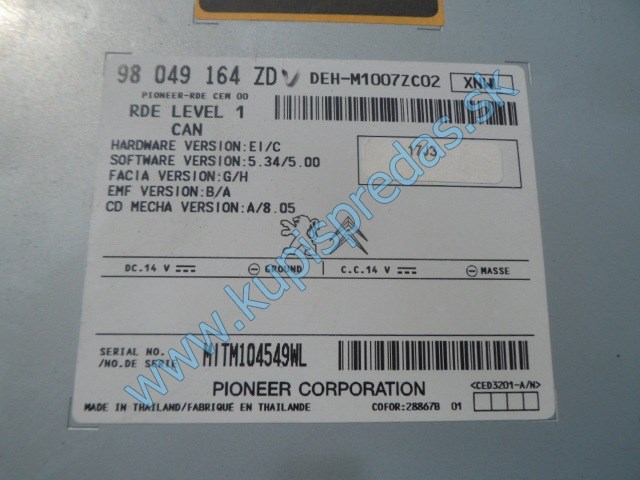 98 049 164 ZD DEH-M1007ZC02 XNW
PIONEER-RDE CEM 00
RDE LEVEL 1
CAN
HARDWARE VERSION:EI/C
SOFTWARE VERSION:5.34/5.00
FACIA VERSION:G/H
EMF VERSION:B/A
CD MECHA VERSION:A/8.05
1703
DC.14 V GROUND C.C.14 V MASSE
SERIAL NO.
/NO.DE SERIE
MITM104549WL
PIONEER CORPORATION
<CED3201-A/N>
MADE IN THAILAND/FABRIQUE EN THAILANDE
COFOR:28867B 01
www.kupispredas.sk